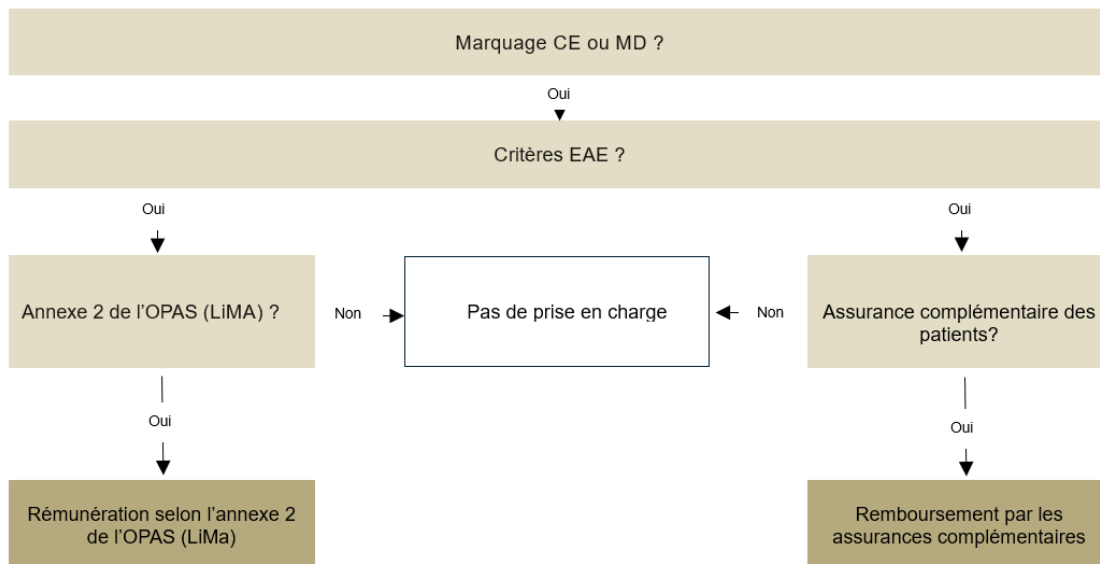 Marquage CE ou MD ?
Oui
Critères EAE ?
Oui
Oui
Annexe 2 de l’OPAS (LiMA) ?
Non
Pas de prise en charge
Non
Assurance complémentaire des
patients?
Oui
Oui
Rémunération selon l’annexe 2
de l’OPAS (LiMa)
Remboursement par les
assurances complémentaires